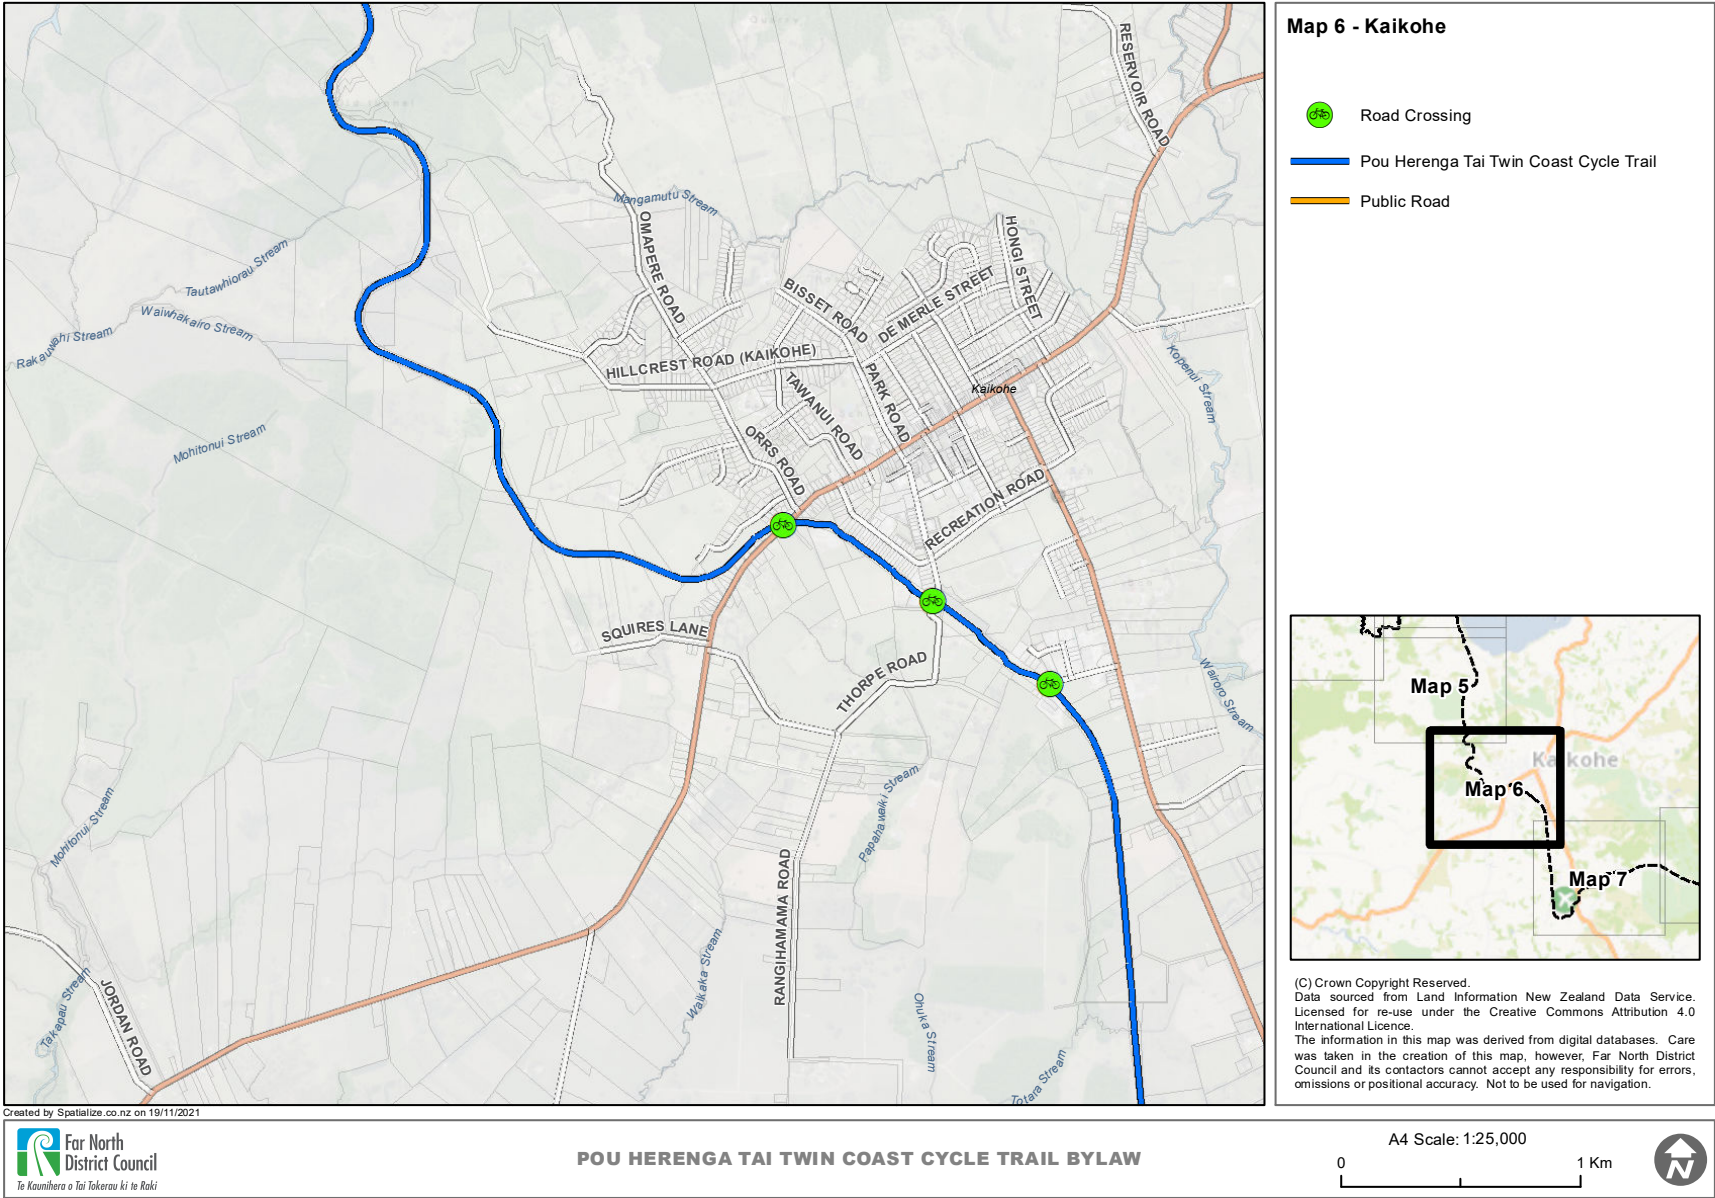 Map 6 - Kaikohe
Road Crossing
Pou Herenga Tai Twin Coast Cycle Trail
Public Road
RESERVOIR ROAD
Mangamutu Stream
OMAPERE ROAD
HONGI STREET
Tautawhiorau Stream
BISSET ROAD
DE MERLE STREET
Waiwhakairo Stream
Rakauwahi Stream
HILLCREST ROAD (KAIKOHE)
PARK ROAD
Kopenui Stream
Kaikohe
TAWANUI ROAD
Mohitonui Stream
ORRS ROAD
RECREATION ROAD
SQUIRES LANE
THORPE ROAD
Wairoro Stream
Mohitonui Stream
Papahawaiki Stream
RANGIHAMAMA ROAD
Waikaka Stream
Ohuka Stream
Takapau Stream
JORDAN ROAD
Totara Stream
Map 5
Kaikohe
Map 6
Map 7
(C) Crown Copyright Reserved.
Data sourced from Land Information New Zealand Data Service.
Licensed for re-use under the Creative Commons Attribution 4.0
International Licence.
The information in this map was derived from digital databases. Care
was taken in the creation of this map, however, Far North District
Council and its contactors cannot accept any responsibility for errors,
omissions or positional accuracy. Not to be used for navigation.
Created by Spatialize.co.nz on 19/11/2021
Far North
District Council
Te Kaunihera o Tai Tokerau ki te Raki
POU HERENGA TAI TWIN COAST CYCLE TRAIL BYLAW
A4 Scale: 1:25,000
0 1 Km
N